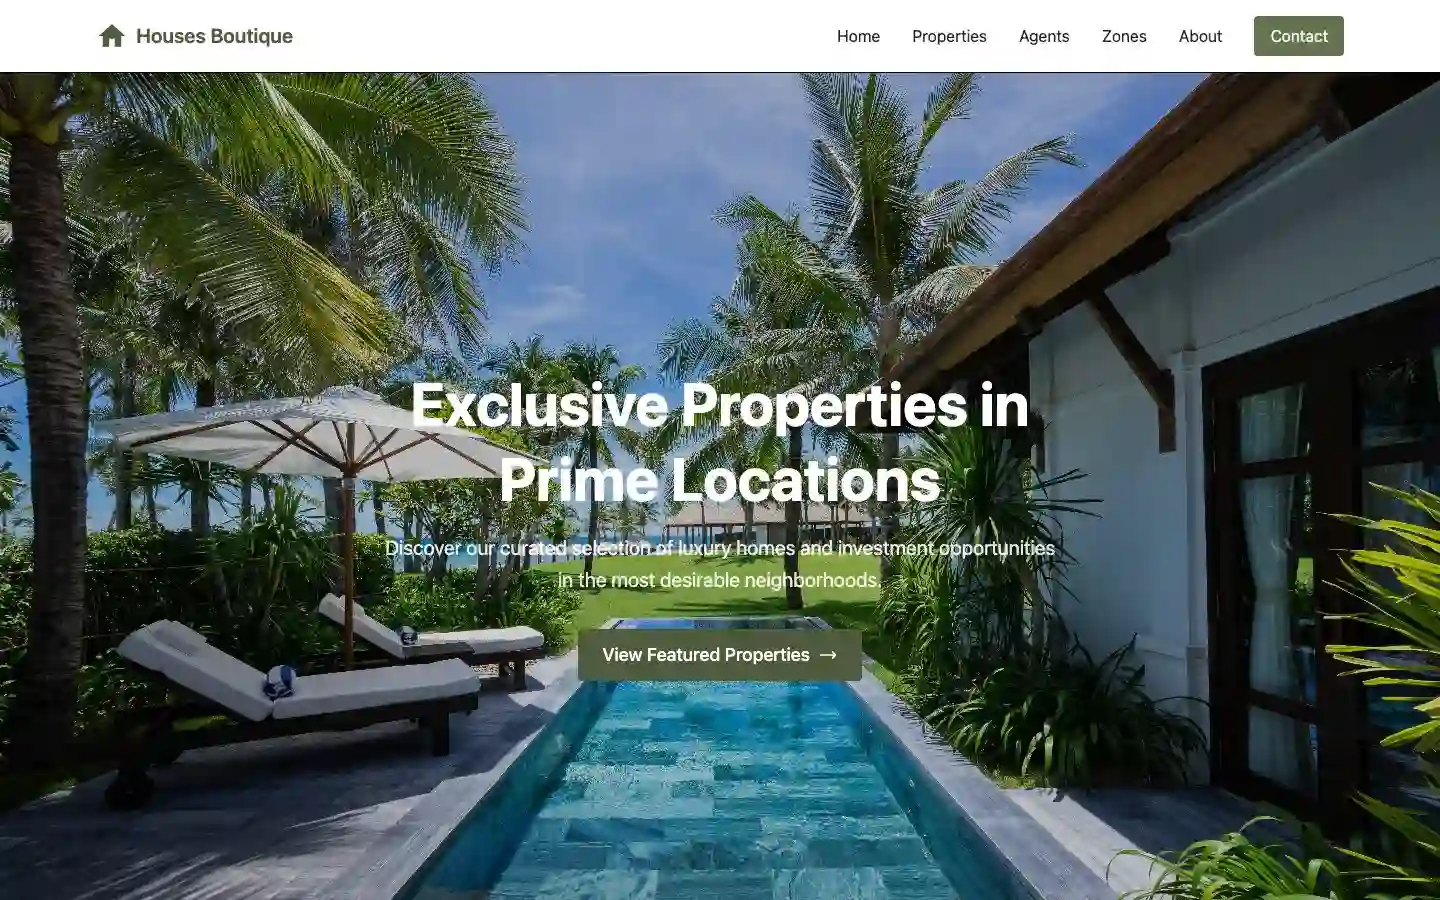 Houses Boutique
Home
Properties
Agents
Zones
About
Contact
Exclusive Properties in
Prime Locations
Discover our curated selection of luxury homes and investment opportunities
in the most desirable neighborhoods.
View Featured Properties →